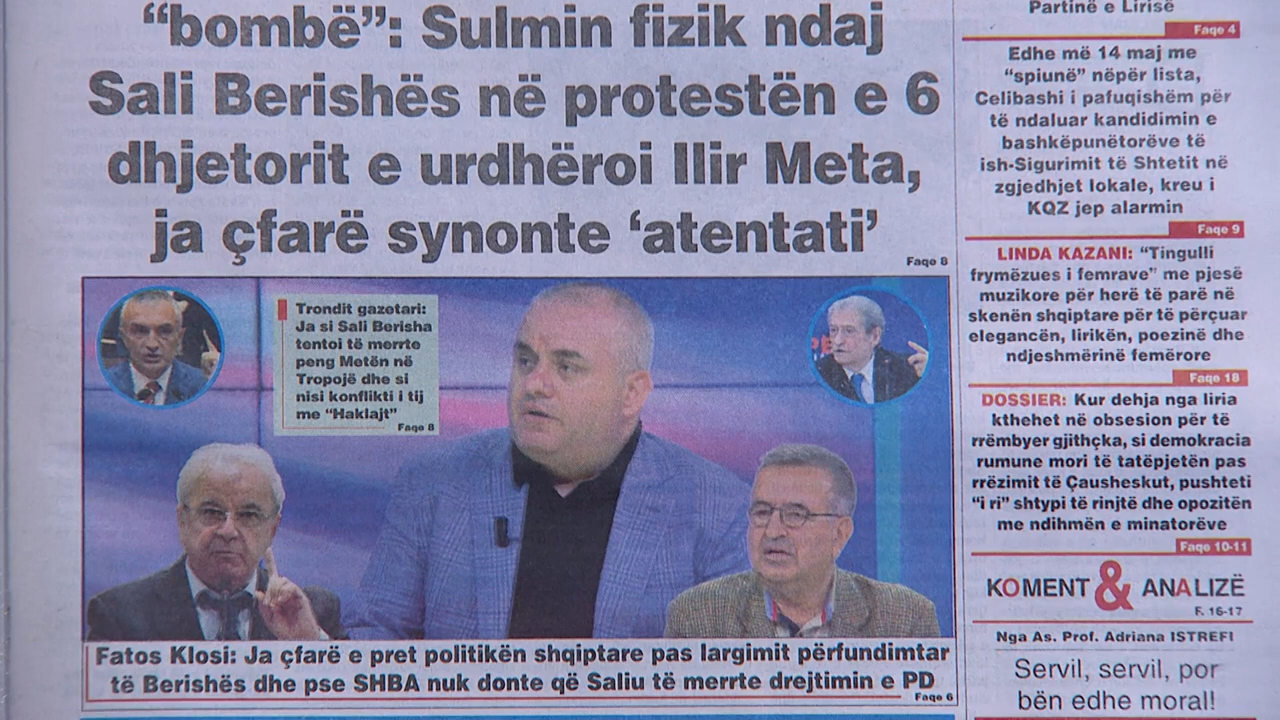 “bombë”: Sulmin fizik ndaj
Sali Berishës në protestën e 6
dhjetorit e urdhëroi Ilir Meta,
ja çfarë synonte ‘atentati’
Faqe 8
Trondit gazetari:
Ja si Sali Berisha
tentoi të merrte
peng Metën në
Tropojë dhe si
nisi konflikti i tij
me “Haklajt”
Faqe 8
Fatos Klosi: Ja çfarë e pret politikën shqiptare pas largimit përfundimtar
të Berishës dhe pse SHBA nuk donte që Saliu të merrte drejtimin e PD
Faqe 6
Partinë e Lirisë
Faqe 4
Edhe më 14 maj me
“spiunë” nëpër lista,
Celibashi i pafuqishëm për
të ndaluar kandidimin e
bashkëpunëtorëve të
ish-Sigurimit të Shtetit në
zgjedhjet lokale, kreu i
KQZ jep alarmin
Faqe 9
LINDA KAZANI: “Tingulli
frymëzues i femrave” me pjesë
muzikore për herë të parë në
skenën shqiptare për të përçuar
elegancën, lirikën, poezinë dhe
ndjeshmërinë femërore
Faqe 18
DOSSIER: Kur dehja nga liria
kthehet në obsesion për të
rrëmbyer gjithçka, si demokracia
rumune mori të tatëpjetën pas
rrëzimit të Çausheskut, pushteti
“i ri” shtypi të rinjtë dhe opozitën
me ndihmën e minatorëve
Faqe 10-11
KOMENT & ANALIZË
F. 16-17
Nga As. Prof. Adriana ISTREFI
Servil, servil, por
bën edhe moral!